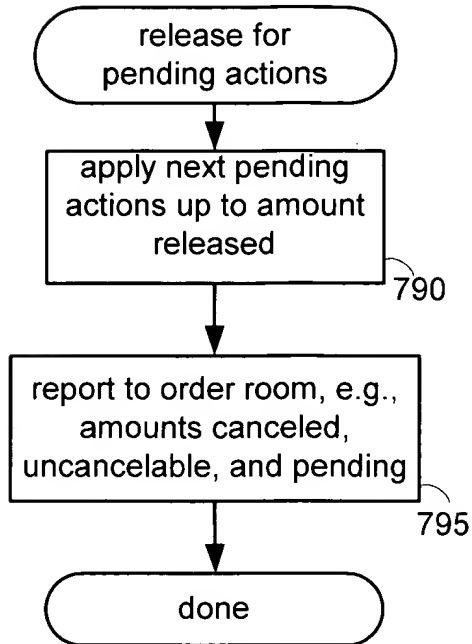 release for
pending actions
apply next pending
actions up to amount
released
790
report to order room, e.g.,
amounts canceled,
uncancelable, and pending
795
done